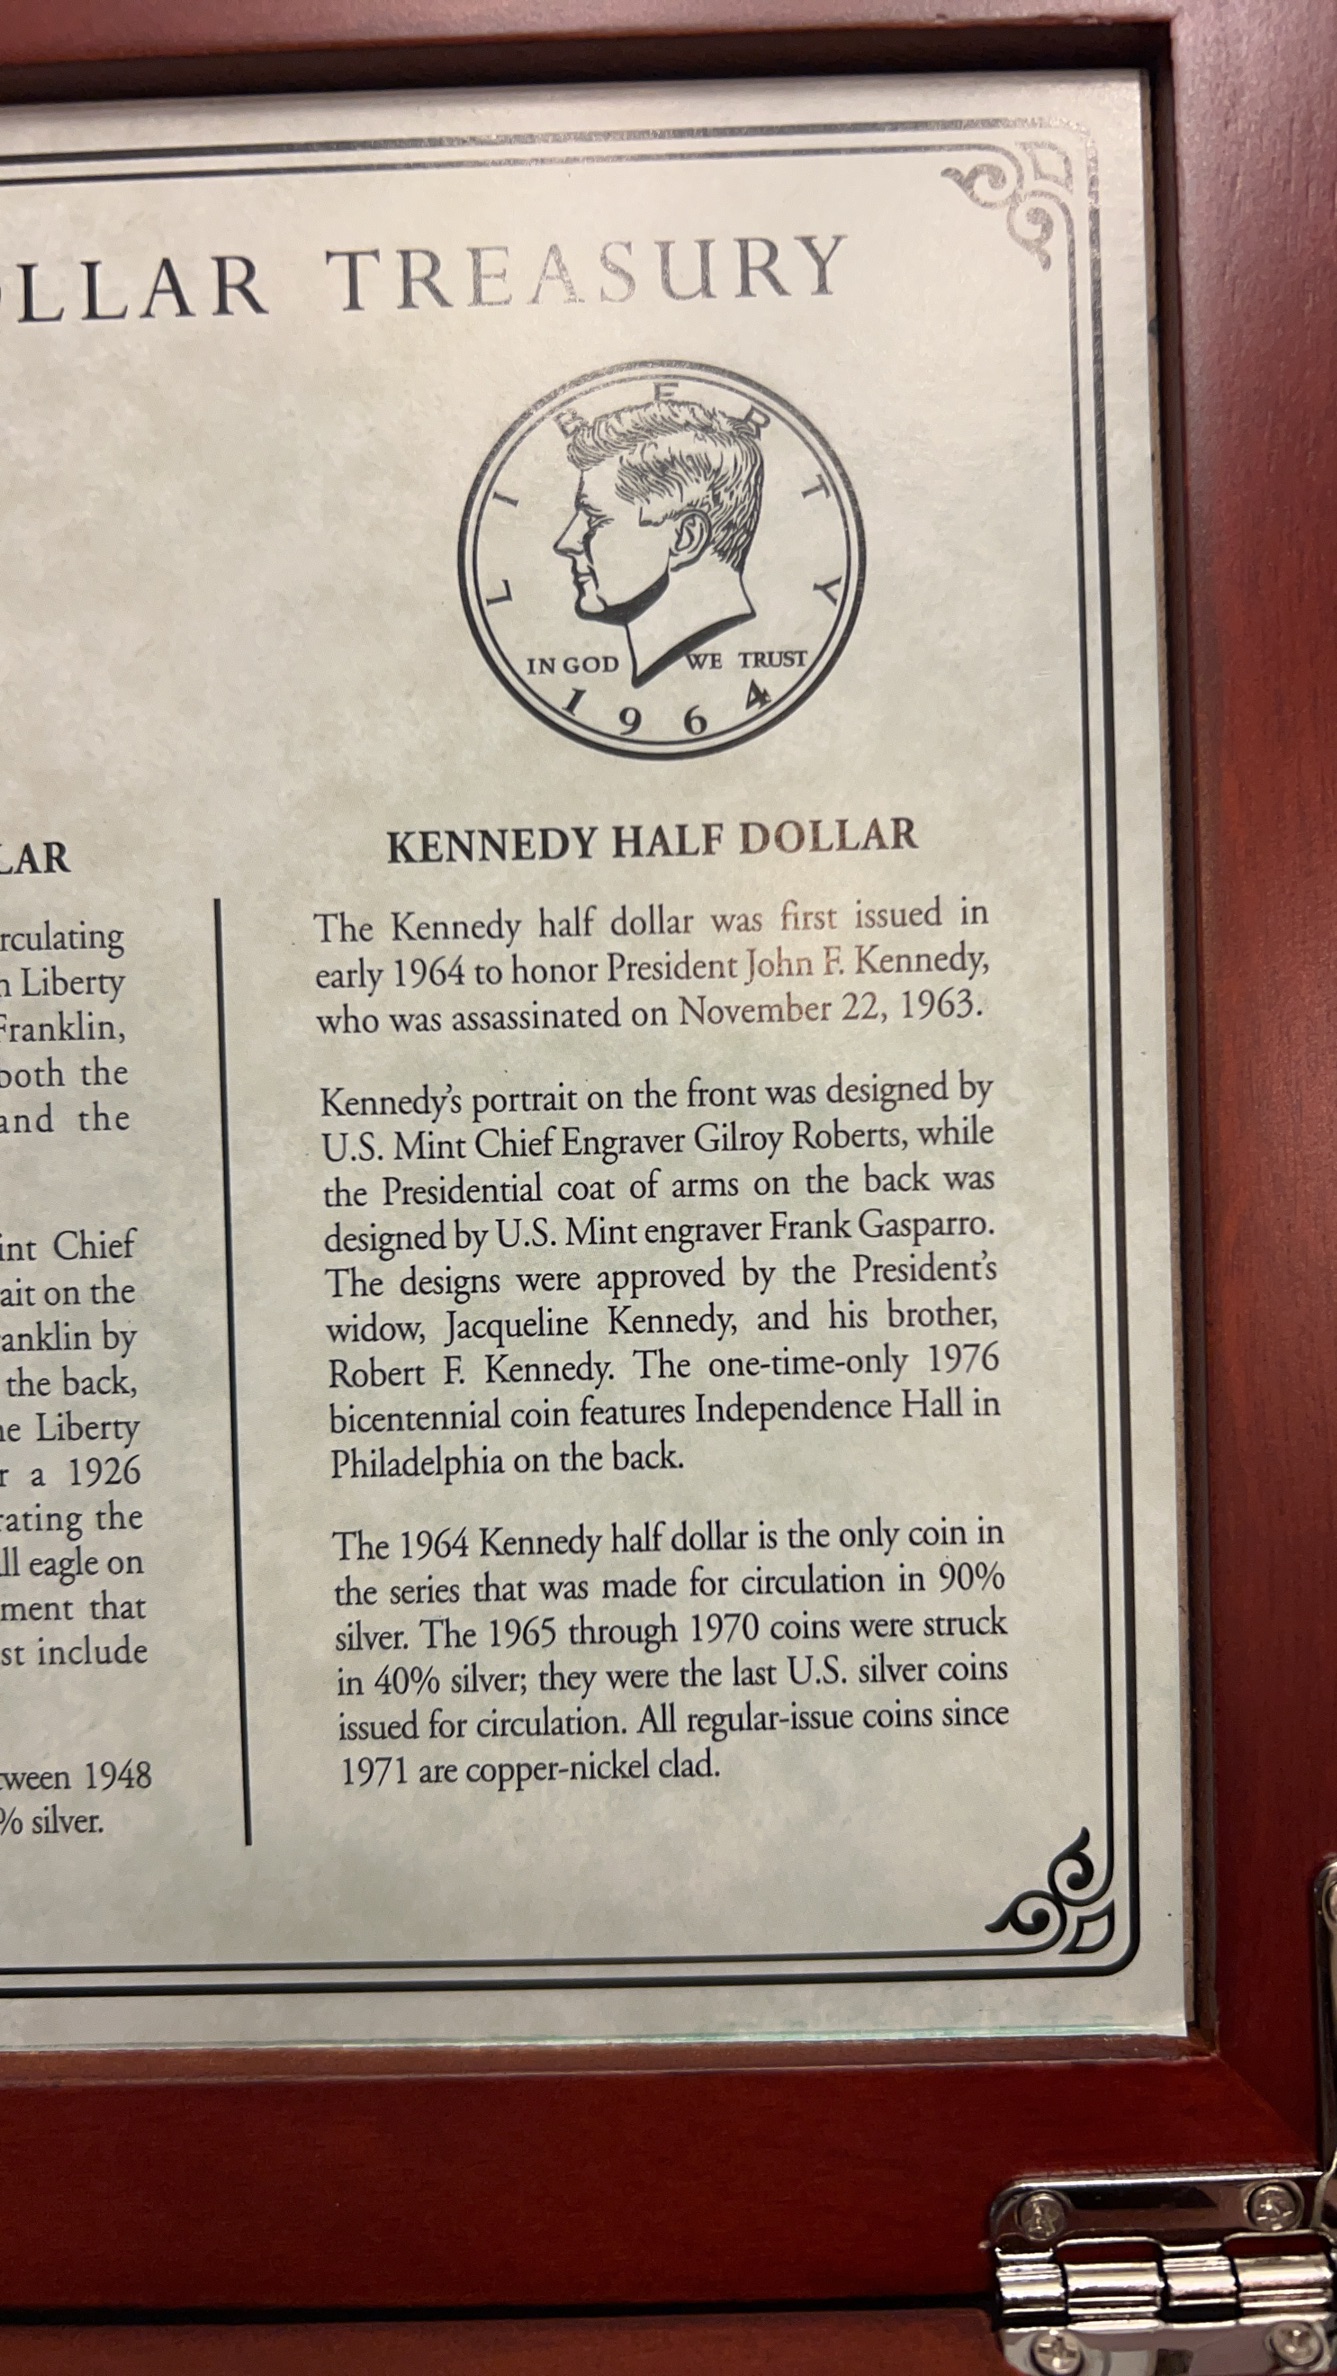 OLLAR TREASURY
LIBERTY
IN GOD WE TRUST
1964
LAR
rculating
n Liberty
Franklin,
both the
and the
int Chief
ait on the
anklin by
the back,
ne Liberty
r a 1926
rating the
ll eagle on
ment that
st include
tween 1948
% silver.
KENNEDY HALF DOLLAR
The Kennedy half dollar was first issued in
early 1964 to honor President John F. Kennedy,
who was assassinated on November 22, 1963.
Kennedy's portrait on the front was designed by
U.S. Mint Chief Engraver Gilroy Roberts, while
the Presidential coat of arms on the back was
designed by U.S. Mint engraver Frank Gasparro.
The designs were approved by the President's
widow, Jacqueline Kennedy, and his brother,
Robert F. Kennedy. The one-time-only 1976
bicentennial coin features Independence Hall in
Philadelphia on the back.
The 1964 Kennedy half dollar is the only coin in
the series that was made for circulation in 90%
silver. The 1965 through 1970 coins were struck
in 40% silver; they were the last U.S. silver coins
issued for circulation. All regular-issue coins since
1971 are copper-nickel clad.